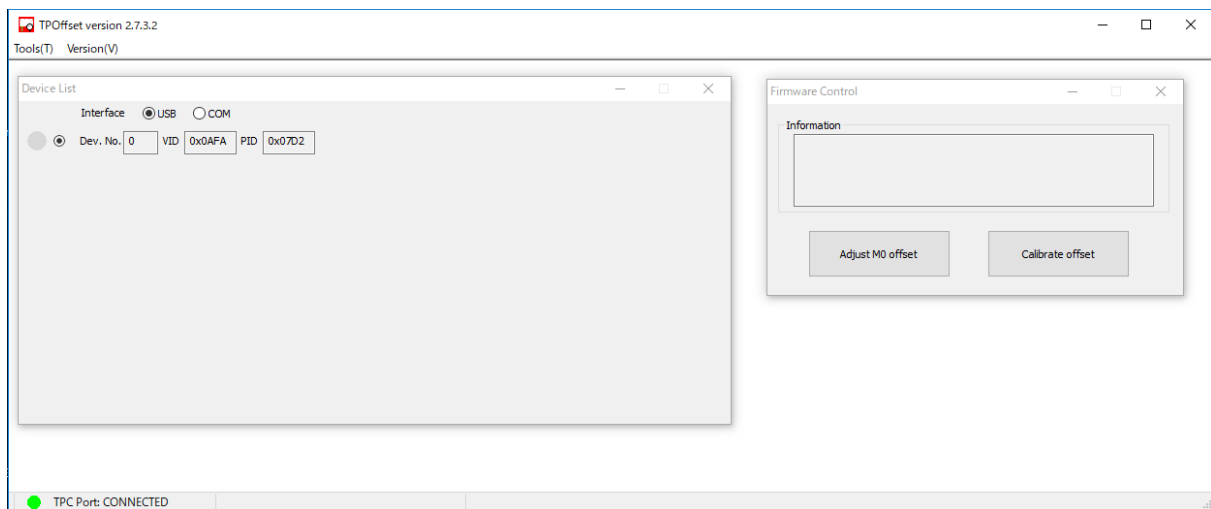 TPOffset version 2.7.3.2
Tools(T) Version(V)
Device List
Interface USB COM
Dev. No. 0 VID 0x0AFA PID 0x07D2
Firmware Control
Information
Adjust M0 offset Calibrate offset
TPC Port: CONNECTED